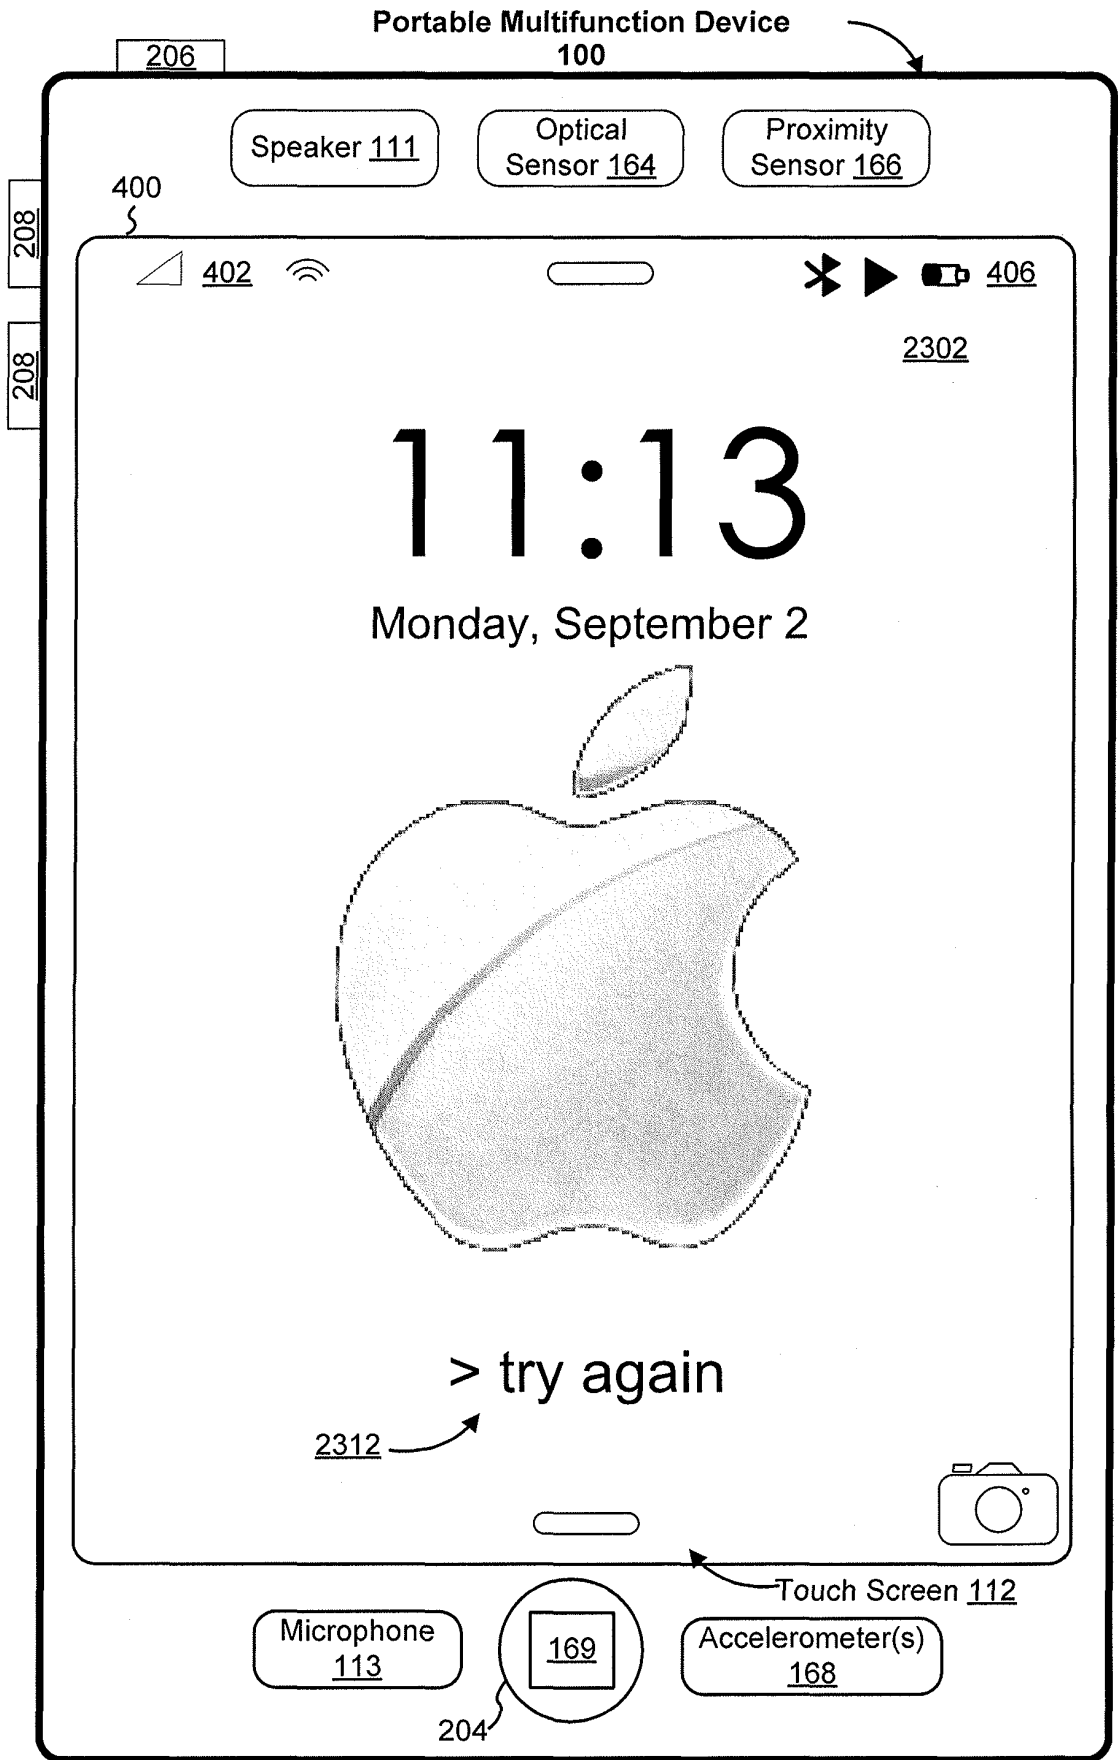 Portable Multifunction Device
100
206
Speaker 111
Optical
Sensor 164
Proximity
Sensor 166
400
208
402
406
208
2302
11:13
Monday, September 2
> try again
2312
Touch Screen 112
Microphone
113
169
Accelerometer(s)
168
204